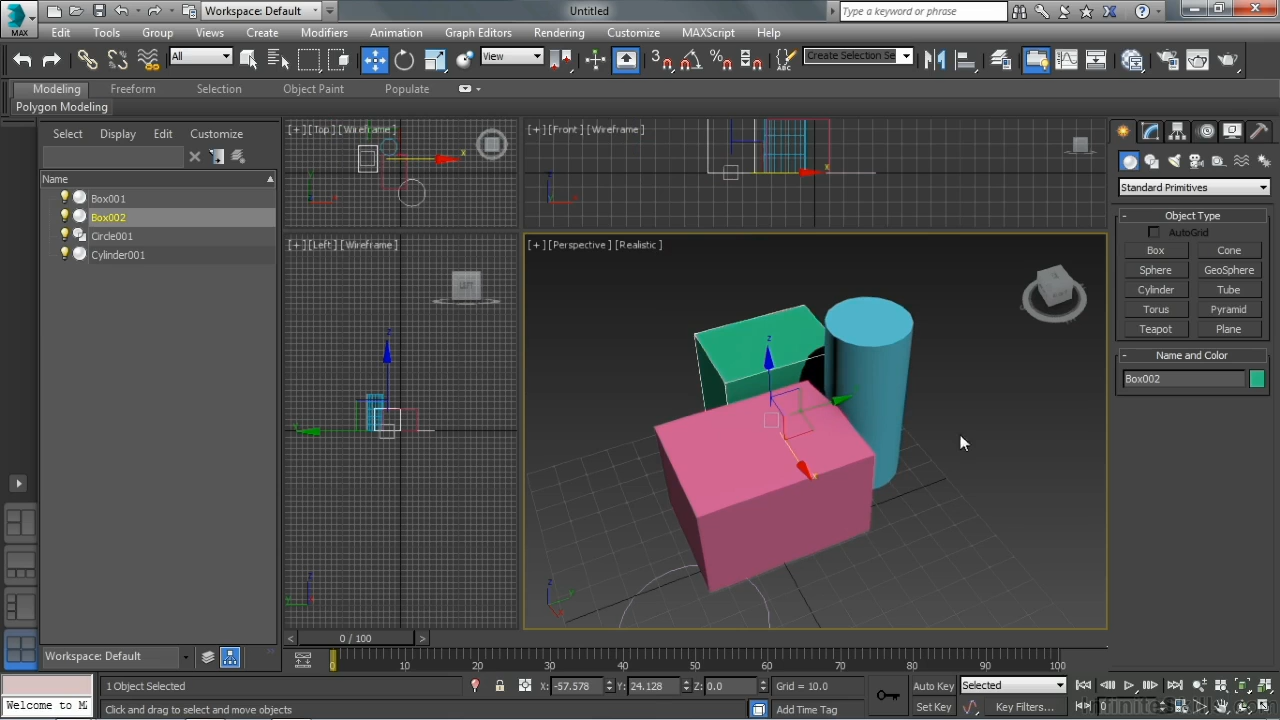 Workspace: Default
Untitled
Type a keyword or phrase
MAX
Edit Tools Group Views Create Modifiers Animation Graph Editors Rendering Customize MAXScript Help
All
View
Create Selection Se
Modeling Freeform Selection Object Paint Populate
Polygon Modeling
Select Display Edit Customize
Name
Box001
Box002
Circle001
Cylinder001
[+] [Top] [Wireframe]
[+] [Front] [Wireframe]
[+] [Left] [Wireframe]
LEFT
[+] [Perspective] [Realistic]
Standard Primitives
- Object Type
AutoGrid
Box Cone
Sphere GeoSphere
Cylinder Tube
Torus Pyramid
Teapot Plane
- Name and Color
Box002
< 0 / 100 >
Workspace: Default
0 10 20 30 40 50 60 70 80 90 100
1 Object Selected
X: -57.578 Y: 24.128 Z: 0.0 Grid = 10.0
Auto Key Selected
Welcome to M
Click and drag to select and move objects
Add Time Tag
Set Key Key Filters...
0